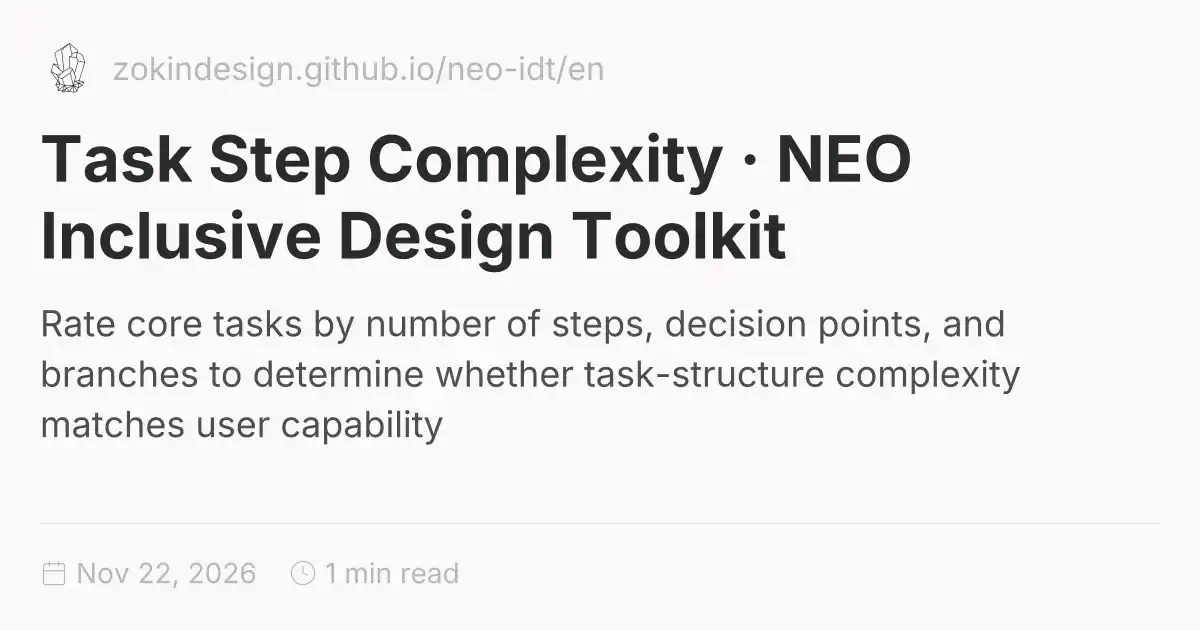 zokindesign.github.io/neo-idt/en
Task Step Complexity · NEO
Inclusive Design Toolkit
Rate core tasks by number of steps, decision points, and
branches to determine whether task-structure complexity
matches user capability
Nov 22, 2026 1 min read